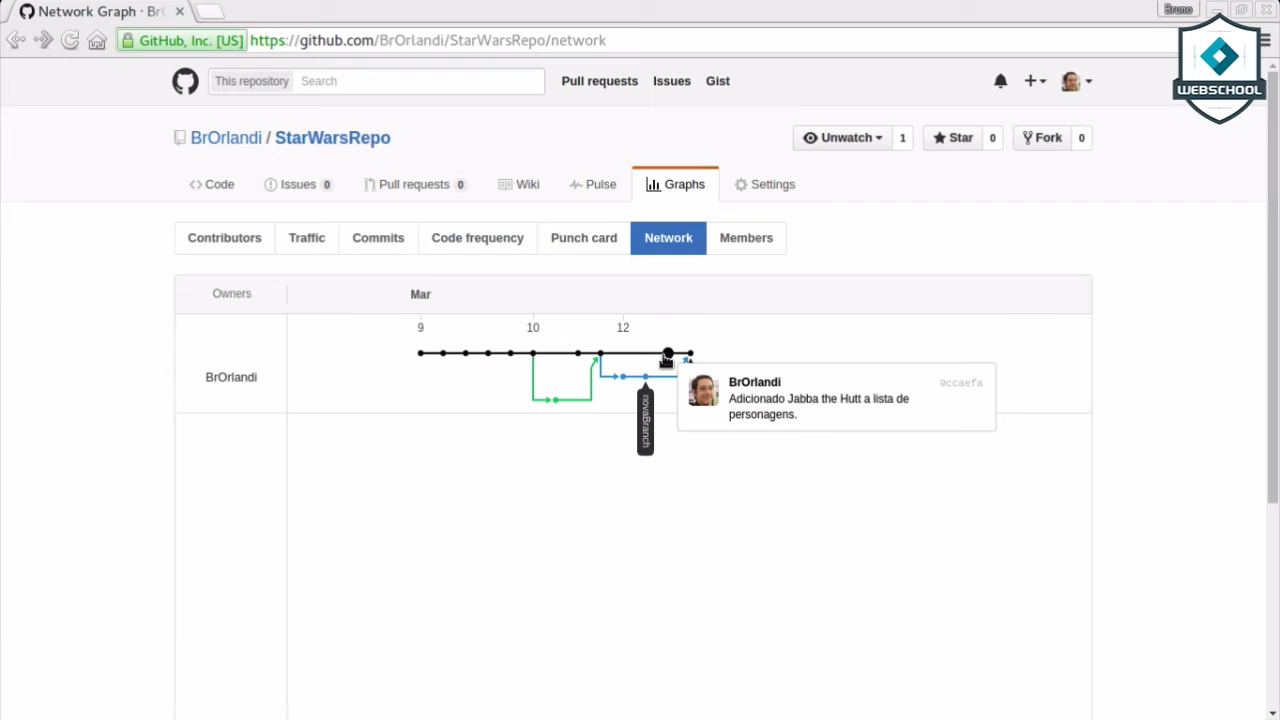 Network Graph · BrO
Bruno
GitHub, Inc. [US] https://github.com/BrOrlandi/StarWarsRepo/network
WEBSCHOOL
This repository Search Pull requests Issues Gist
BrOrlandi / StarWarsRepo
Unwatch 1 Star 0 Fork 0
Code Issues 0 Pull requests 0 Wiki Pulse Graphs Settings
Contributors Traffic Commits Code frequency Punch card Network Members
Owners Mar
9 10 12
BrOrlandi
novaBranch
BrOrlandi 9ccaefa
Adicionado Jabba the Hutt a lista de
personagens.